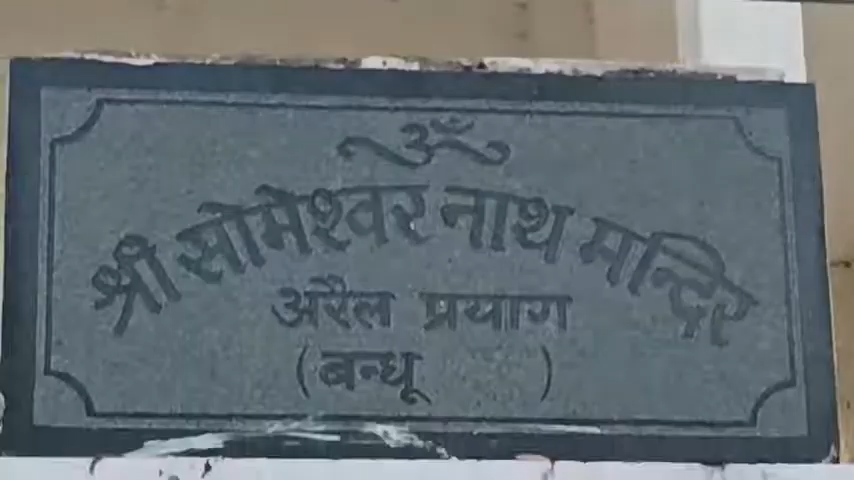 ॐ
श्री सोमेश्वर नाथ मन्दिर
अरैल प्रयाग
(बन्धू )